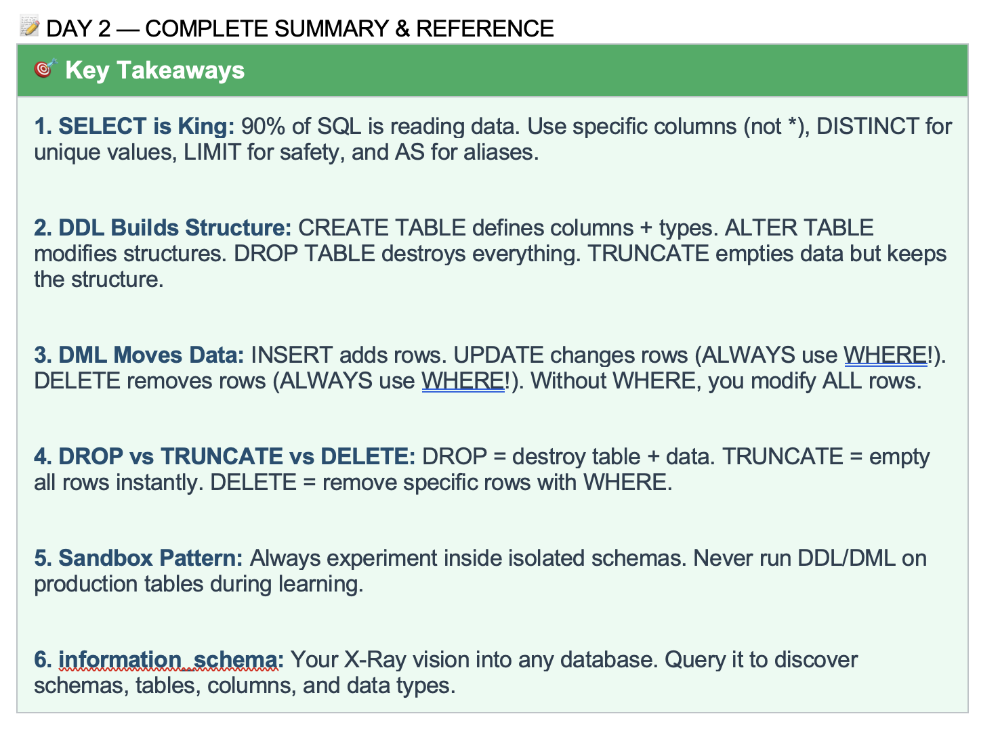 📝 DAY 2 — COMPLETE SUMMARY & REFERENCE
🎯 Key Takeaways
1. SELECT is King: 90% of SQL is reading data. Use specific columns (not *), DISTINCT for
unique values, LIMIT for safety, and AS for aliases.
2. DDL Builds Structure: CREATE TABLE defines columns + types. ALTER TABLE
modifies structures. DROP TABLE destroys everything. TRUNCATE empties data but keeps
the structure.
3. DML Moves Data: INSERT adds rows. UPDATE changes rows (ALWAYS use WHERE!).
DELETE removes rows (ALWAYS use WHERE!). Without WHERE, you modify ALL rows.
4. DROP vs TRUNCATE vs DELETE: DROP = destroy table + data. TRUNCATE = empty
all rows instantly. DELETE = remove specific rows with WHERE.
5. Sandbox Pattern: Always experiment inside isolated schemas. Never run DDL/DML on
production tables during learning.
6. information_schema: Your X-Ray vision into any database. Query it to discover
schemas, tables, columns, and data types.